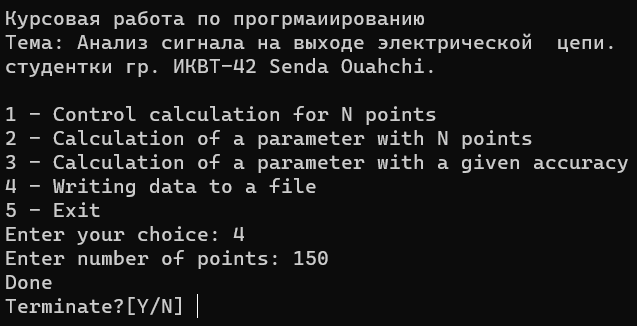 Курсовая работа по прогрмаиированию
Тема: Анализ сигнала на выходе электрической  цепи.
студентки гр. ИКВТ-42 Senda Ouahchi.

1 - Control calculation for N points
2 - Calculation of a parameter with N points
3 - Calculation of a parameter with a given accuracy
4 - Writing data to a file
5 - Exit
Enter your choice: 4
Enter number of points: 150
Done
Terminate?[Y/N]